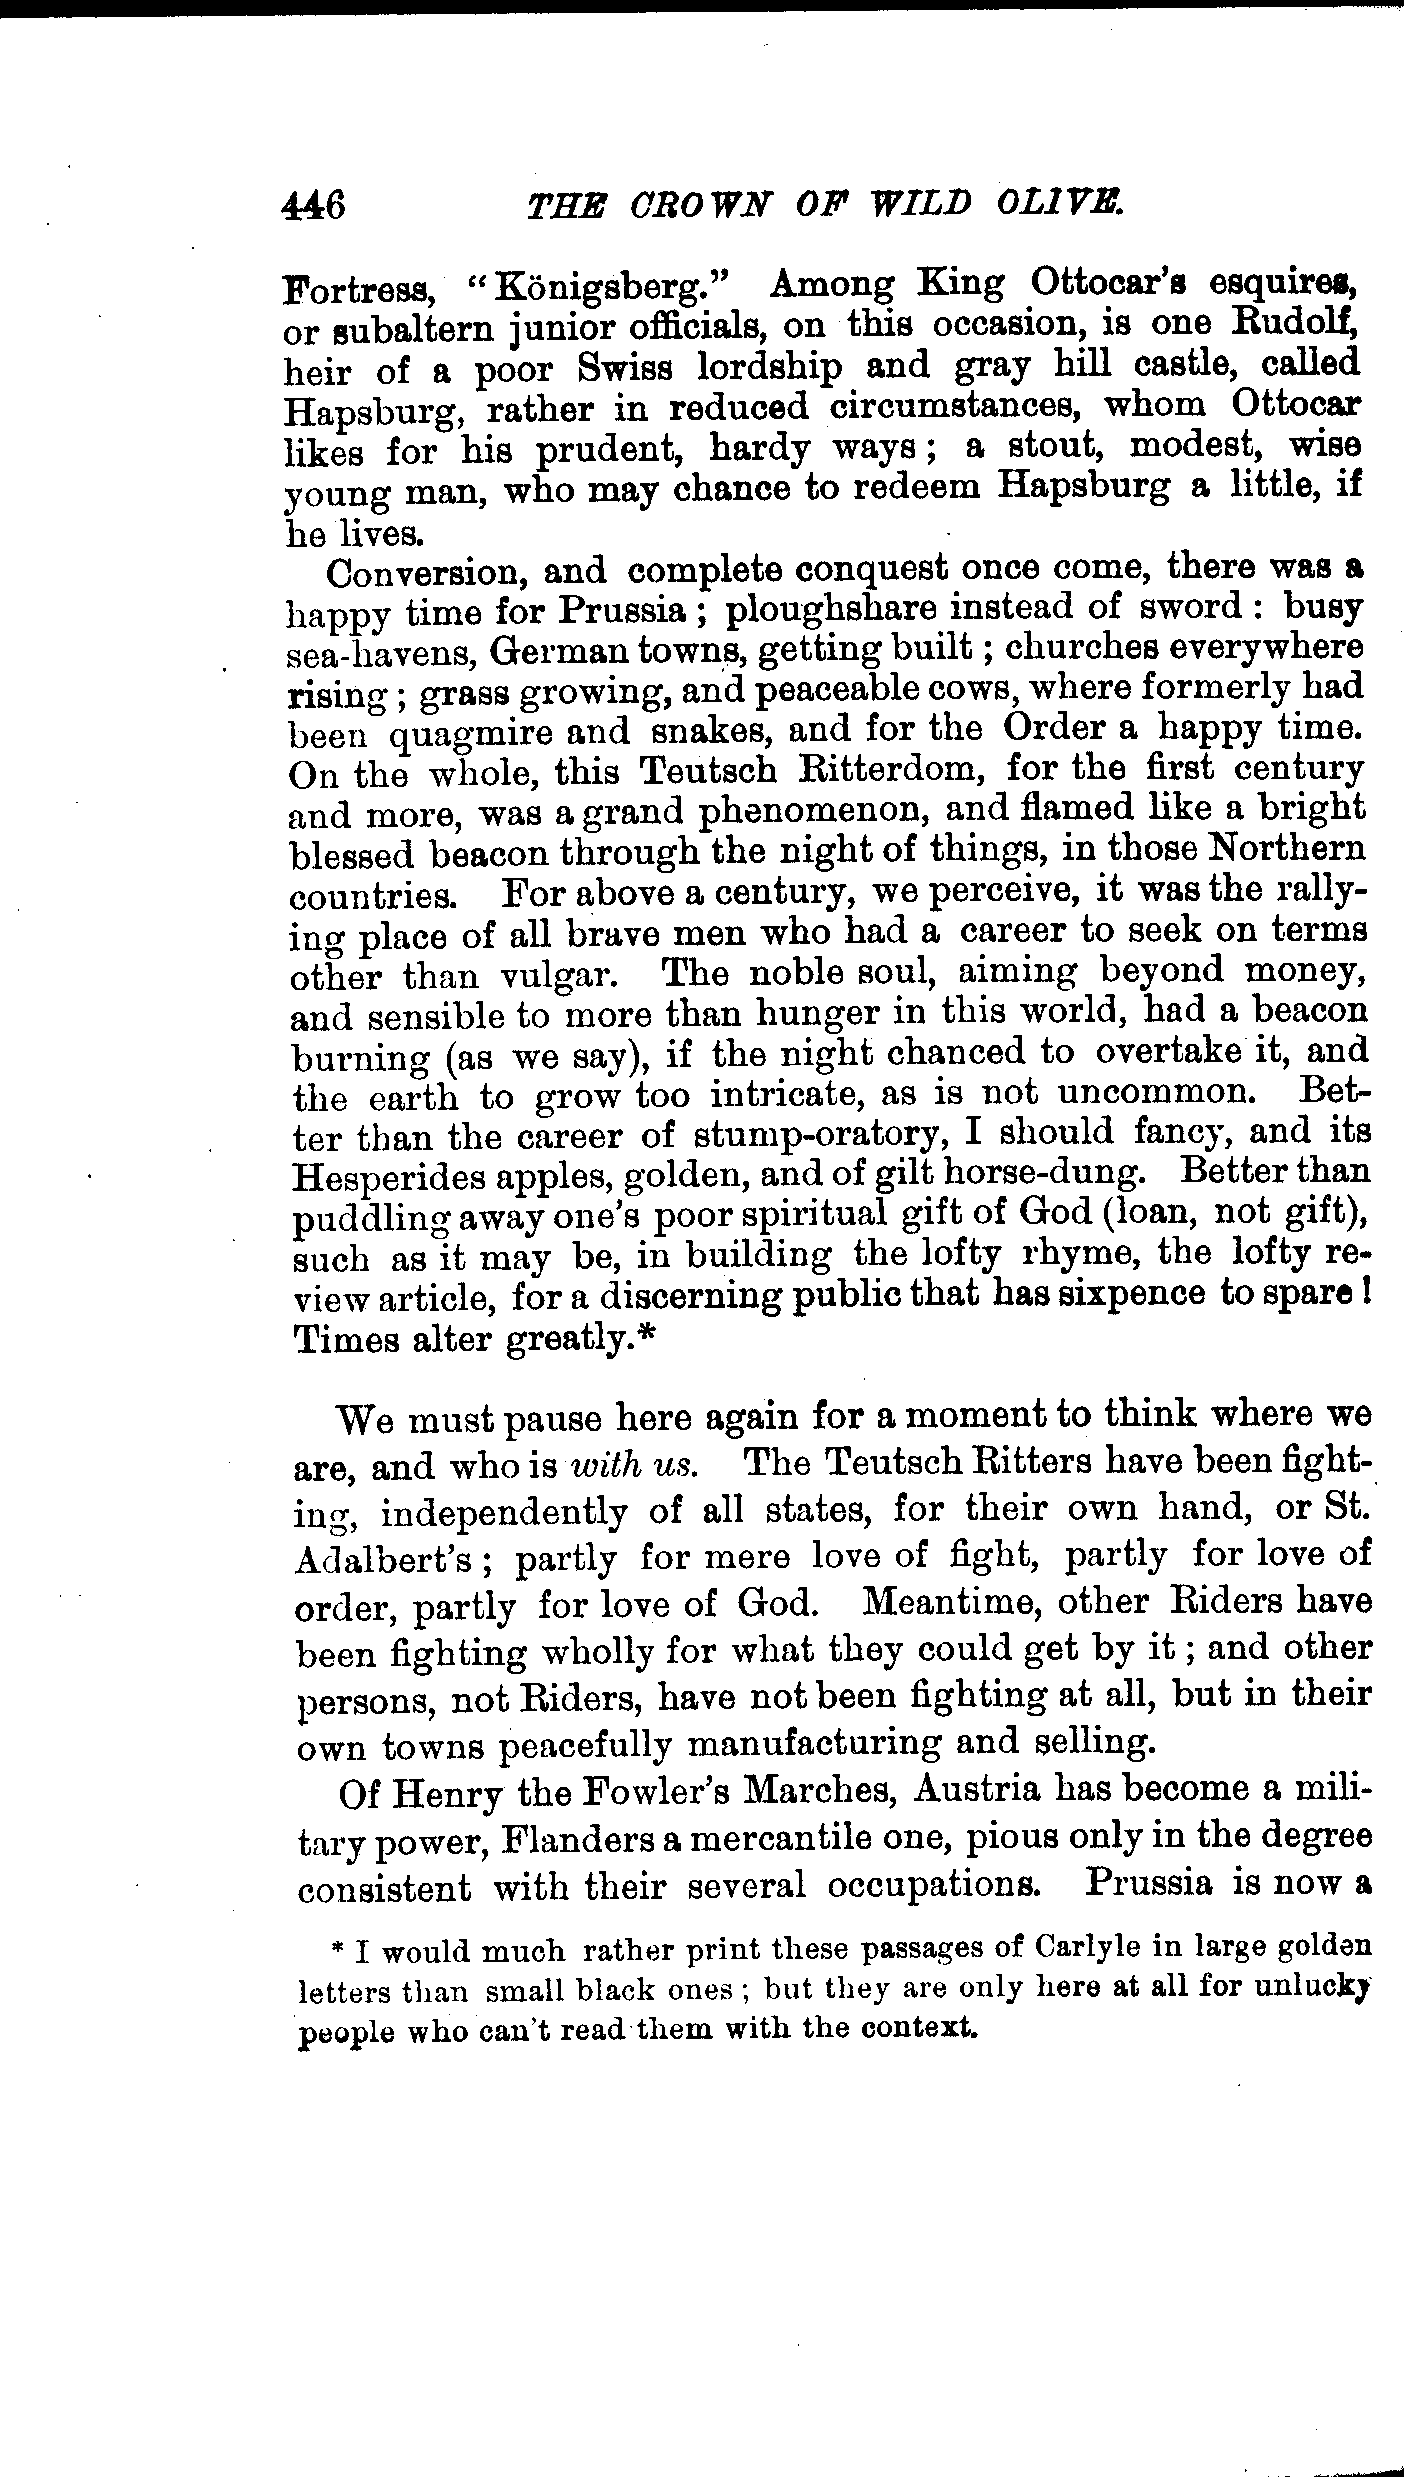 446 THE CROWN OF WILD OLIVE.
Fortress, “Königsberg.” Among King Ottocar's esquires,
or subaltern junior officials, on this occasion, is one Rudolf,
heir of a poor Swiss lordship and gray hill castle, called
Hapsburg, rather in reduced circumstances, whom Ottocar
likes for his prudent, hardy ways; a stout, modest, wise
young man, who may chance to redeem Hapsburg a little, if
he lives.
Conversion, and complete conquest once come, there was a
happy time for Prussia; ploughshare instead of sword: busy
sea-havens, German towns, getting built; churches everywhere
rising; grass growing, and peaceable cows, where formerly had
been quagmire and snakes, and for the Order a happy time.
On the whole, this Teutsch Ritterdom, for the first century
and more, was a grand phenomenon, and flamed like a bright
blessed beacon through the night of things, in those Northern
countries. For above a century, we perceive, it was the rally-
ing place of all brave men who had a career to seek on terms
other than vulgar. The noble soul, aiming beyond money,
and sensible to more than hunger in this world, had a beacon
burning (as we say), if the night chanced to overtake it, and
the earth to grow too intricate, as is not uncommon. Bet-
ter than the career of stump-oratory, I should fancy, and its
Hesperides apples, golden, and of gilt horse-dung. Better than
puddling away one's poor spiritual gift of God (loan, not gift),
such as it may be, in building the lofty rhyme, the lofty re-
view article, for a discerning public that has sixpence to spare!
Times alter greatly.*
We must pause here again for a moment to think where we
are, and who is with us. The Teutsch Ritters have been fight-
ing, independently of all states, for their own hand, or St.
Adalbert's; partly for mere love of fight, partly for love of
order, partly for love of God. Meantime, other Riders have
been fighting wholly for what they could get by it; and other
persons, not Riders, have not been fighting at all, but in their
own towns peacefully manufacturing and selling.
Of Henry the Fowler's Marches, Austria has become a mili-
tary power, Flanders a mercantile one, pious only in the degree
consistent with their several occupations. Prussia is now a
* I would much rather print these passages of Carlyle in large golden
letters than small black ones; but they are only here at all for unlucky
people who can't read them with the context.